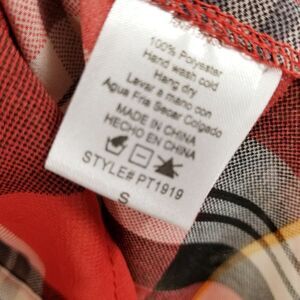 100% Polyester
Hand wash cold
Hang dry
Lavar a mano con
Agua Fria Secar Colgado
MADE IN CHINA
HECHO EN CHINA
STYLE# PT1919
S